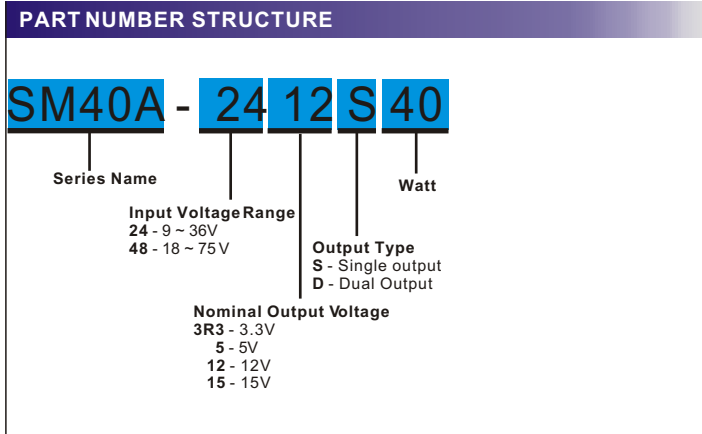 PART NUMBER STRUCTURE
SM40A - 24 12 S 40
Series Name
Watt
Input Voltage Range
24 - 9 ~ 36V
48 - 18 ~ 75V
Output Type
S - Single output
D - Dual Output
Nominal Output Voltage
3R3 - 3.3V
5 - 5V
12 - 12V
15 - 15V